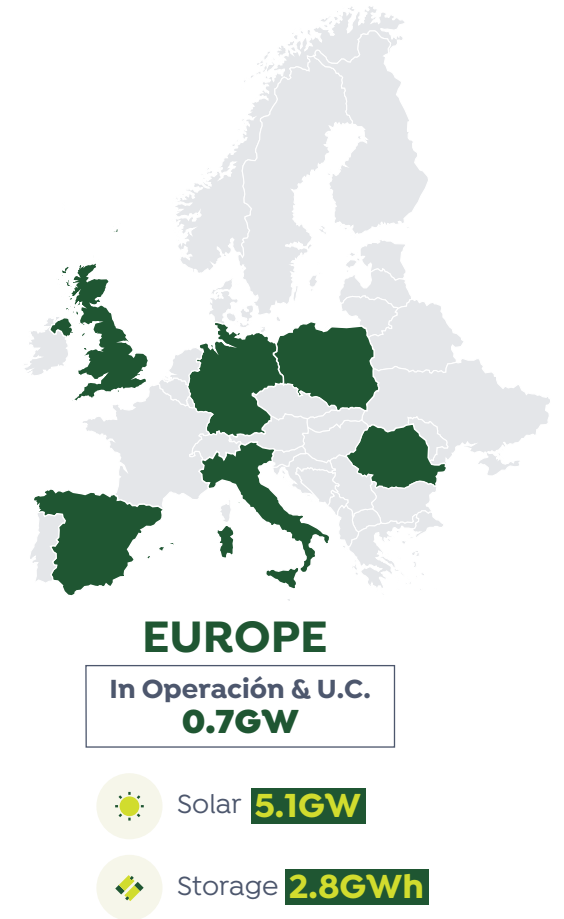 EUROPE
In Operación & U.C.
0.7GW
Solar 5.1GW
Storage 2.8GWh